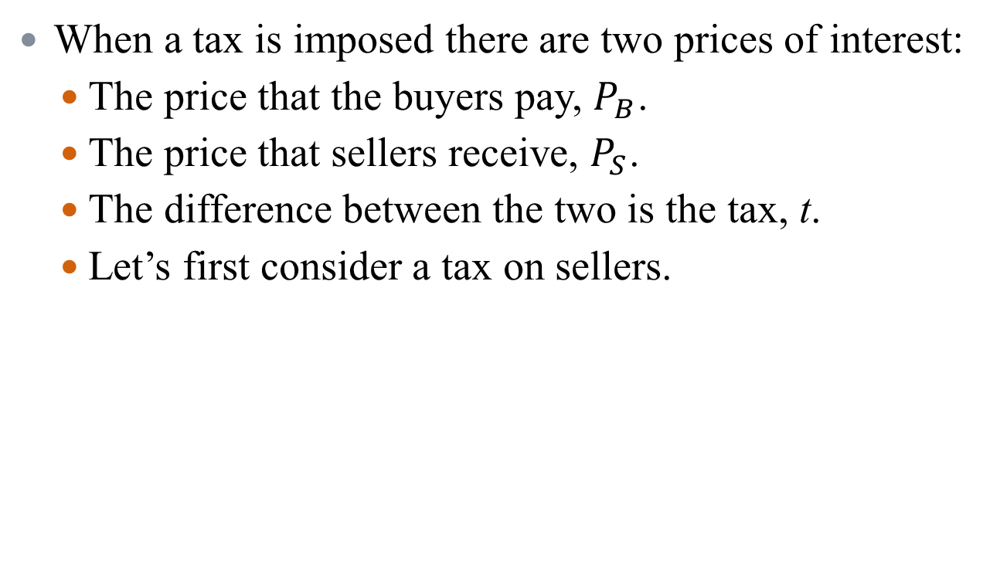 • When a tax is imposed there are two prices of interest:
• The price that the buyers pay, P_B.
• The price that sellers receive, P_S.
• The difference between the two is the tax, t.
• Let’s first consider a tax on sellers.